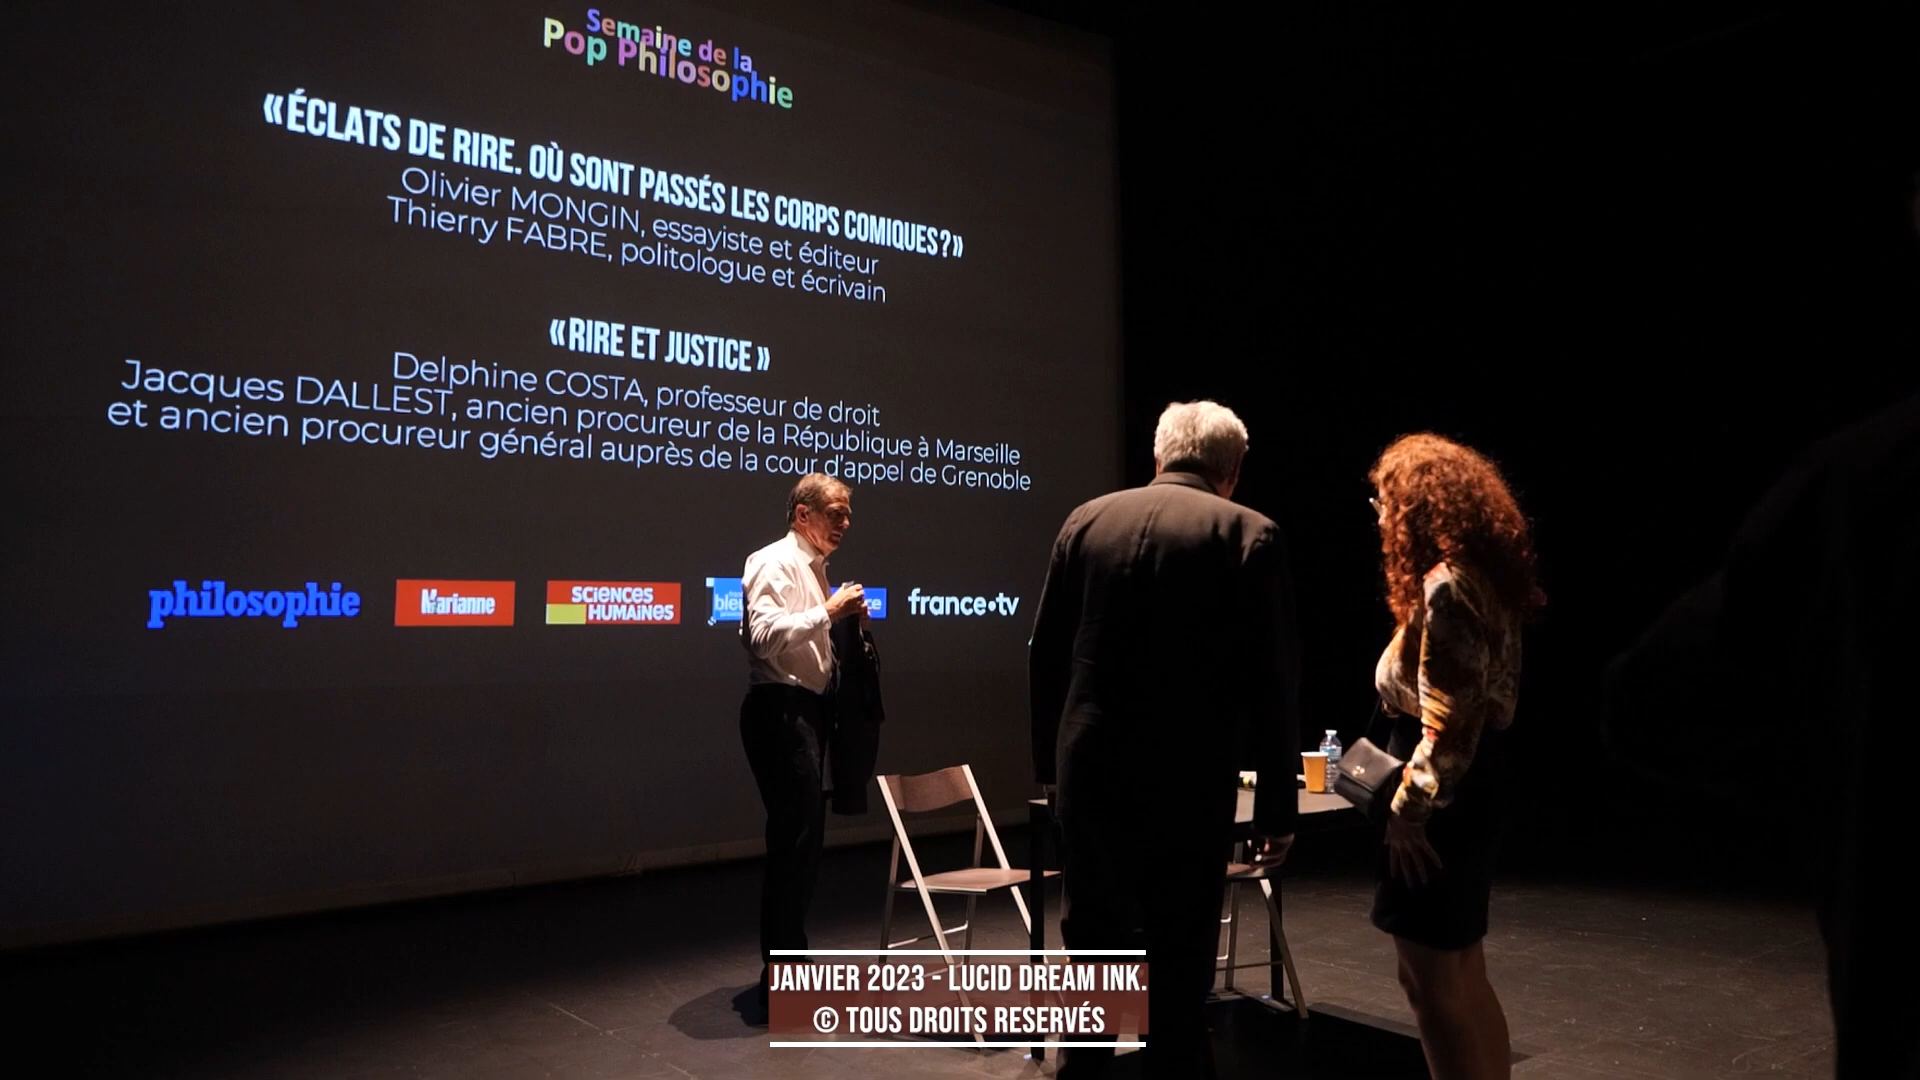 Semaine de la
Pop Philosophie
«ÉCLATS DE RIRE. OÙ SONT PASSÉS LES CORPS COMIQUES?»
Olivier MONGIN, essayiste et éditeur
Thierry FABRE, politologue et écrivain
«RIRE ET JUSTICE»
Delphine COSTA, professeur de droit
Jacques DALLEST, ancien procureur de la République à Marseille
et ancien procureur général auprès de la cour d'appel de Grenoble
philosophie
Marianne
SCIENCES
HUMAINES
france•tv
JANVIER 2023 - LUCID DREAM INK.
© TOUS DROITS RESERVÉS